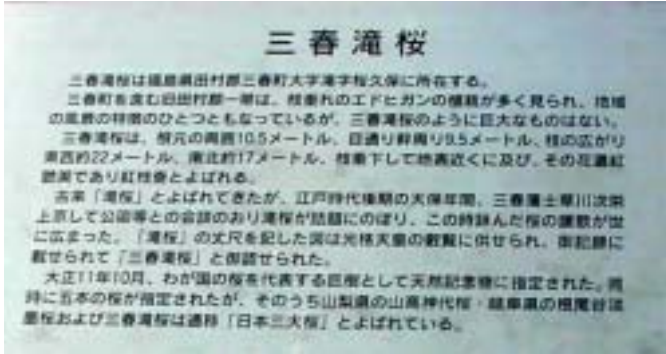 三春滝桜
三春滝桜は福島県田村郡三春町大字滝字桜久保に所在する。
三春町を含む旧田村郡一帯は、枝垂れのエドヒガンの植栽が多く見られ、地域
の風景の特徴のひとつともなっているが、三春滝桜のように巨大なものはない。
三春滝桜は、根元の周囲10.5メートル、目通り幹周り9.5メートル、枝の広がり
東西約22メートル、南北約17メートル、枝垂下して地表近くに及び、その花濃紅
艶美であり紅枝垂とよばれる。
古来「滝桜」とよばれてきたが、江戸時代後期の天保年間、三春藩士草川次栄
上京して公卿等との会談のおり滝桜が話題にのぼり、この時詠んだ桜の讃歌が世
に広まった。「滝桜」の丈尺を記した図は光格天皇の叡覧に供せられ、御記録に
載せられて「三春滝桜」と御認せられた。
大正11年10月、わが国の桜を代表する巨樹として天然記念物に指定された。同
時に五本の桜が指定されたが、そのうち山梨県の山高神代桜・岐阜県の根尾谷淡
墨桜および三春滝桜は通称「日本三大桜」とよばれている。